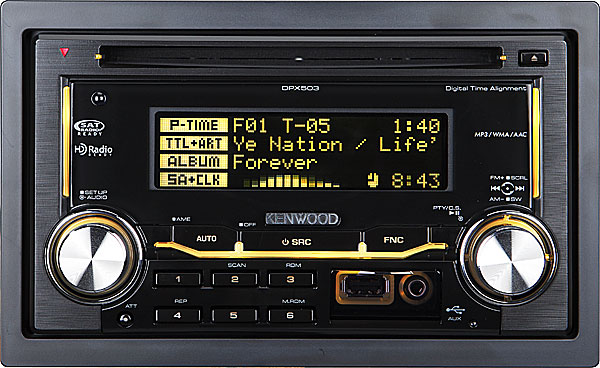 DPX503
Digital Time Alignment
SAT RADIO READY
HD Radio READY
MP3/WMA/AAC
P-TIME F01 T-05 1:40
TTL+ART Ye Nation / Life'
ALBUM Forever
SA+CLK 8:43
FM+ SCRL
AM- SW
SETUP
AUDIO
AME
OFF
KENWOOD
PTY/C.S.
AUTO
SRC
FNC
SCAN RDM
1 2 3
REP M.RDM
4 5 6
ATT
AUX